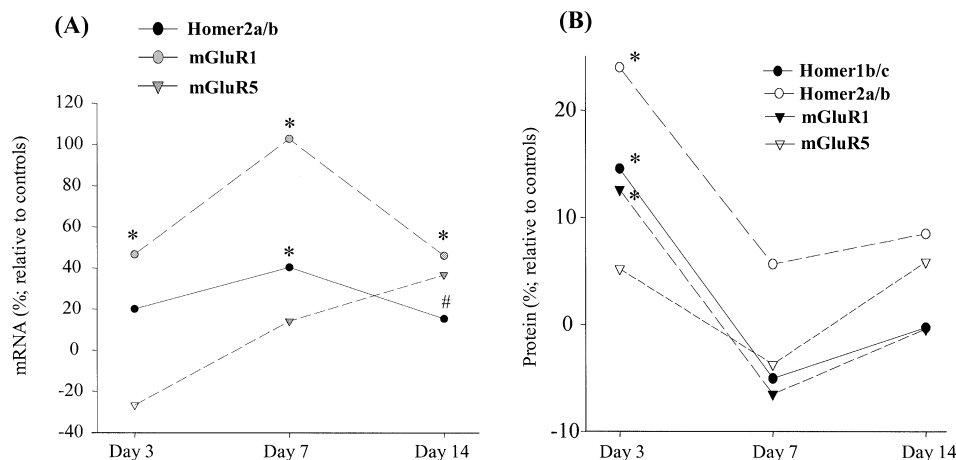 (A)
Homer2a/b
mGluR1
mGluR5
mRNA (%; relative to controls)
120
100
80
60
40
20
0
-20
-40
*
*
*
*
#
Day 3 Day 7 Day 14
(B)
Homer1b/c
Homer2a/b
mGluR1
mGluR5
Protein (%; relative to controls)
20
10
0
-10
*
*
*
Day 3 Day 7 Day 14